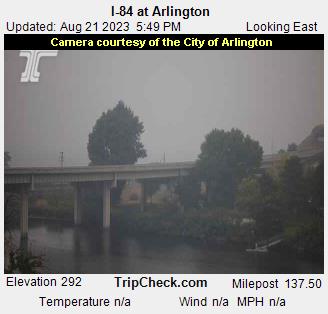 I-84 at Arlington
Updated: Aug 21 2023 5:49 PM Looking East
Camera courtesy of the City of Arlington
Elevation 292 TripCheck.com Milepost 137.50
Temperature n/a Wind n/a MPH n/a